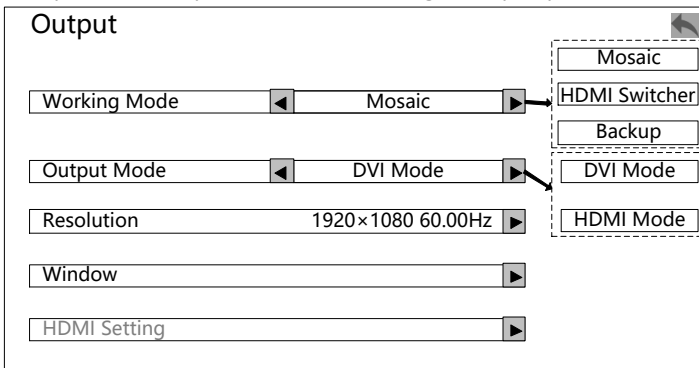 Output
Mosaic
Working Mode ◀ Mosaic ▶ HDMI Switcher
Backup
Output Mode ◀ DVI Mode ▶ DVI Mode
Resolution 1920×1080 60.00Hz ▶ HDMI Mode
Window ▶
HDMI Setting ▶